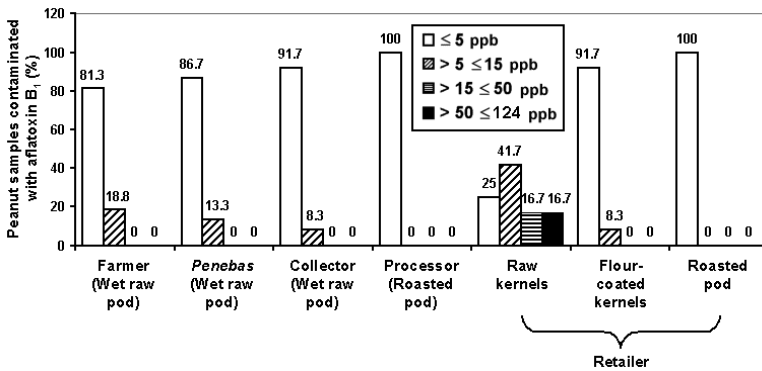 Peanut samples contaminated
with aflatoxin B1 (%)
120
100
80
60
40
20
0
≤ 5 ppb
> 5 ≤15 ppb
> 15 ≤ 50 ppb
> 50 ≤124 ppb
81.3
18.8
0 0
86.7
13.3
0 0
91.7
8.3
0 0
100
0 0 0
25
41.7
16.7 16.7
91.7
8.3
0 0
100
0 0 0
Farmer
(Wet raw
pod)
Penebas
(Wet raw
pod)
Collector
(Wet raw
pod)
Processor
(Roasted
pod)
Raw
kernels
Flour-
coated
kernels
Roasted
pod
Retailer